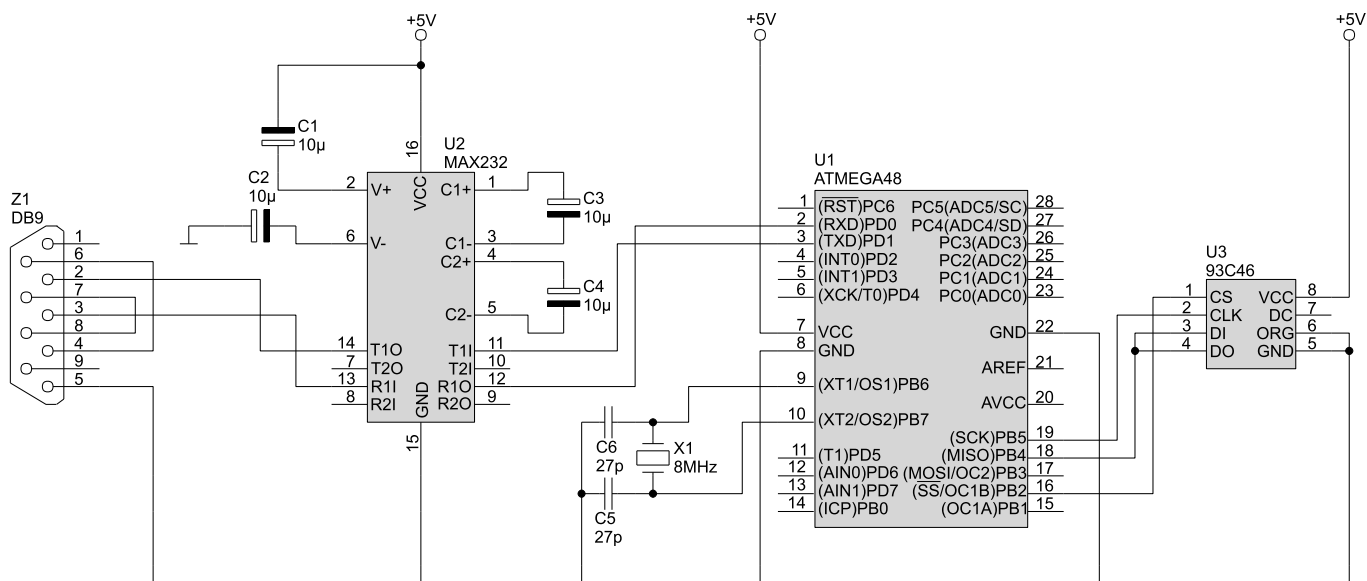 +5V
+5V
+5V
C1
10µ
C2
10µ
U2
MAX232
16
VCC
2
V+
C1+
1
6
V-
C1-
3
C2+
4
C2-
5
14
T1O
T1I
11
7
T2O
T2I
10
13
R1I
R1O
12
8
R2I
R2O
9
GND
15
C3
10µ
C4
10µ
Z1
DB9
1
6
2
7
3
8
4
9
5
U1
ATMEGA48
1
(RST)PC6
PC5(ADC5/SC)
28
2
(RXD)PD0
PC4(ADC4/SD)
27
3
(TXD)PD1
PC3(ADC3)
26
4
(INT0)PD2
PC2(ADC2)
25
5
(INT1)PD3
PC1(ADC1)
24
6
(XCK/T0)PD4
PC0(ADC0)
23
7
VCC
GND
22
8
GND
AREF
21
9
(XT1/OS1)PB6
AVCC
20
10
(XT2/OS2)PB7
(SCK)PB5
19
11
(T1)PD5
(MISO)PB4
18
12
(AIN0)PD6
(MOSI/OC2)PB3
17
13
(AIN1)PD7
(SS/OC1B)PB2
16
14
(ICP)PB0
(OC1A)PB1
15
C6
27p
X1
8MHz
C5
27p
U3
93C46
1
CS
VCC
8
2
CLK
DC
7
3
DI
ORG
6
4
DO
GND
5